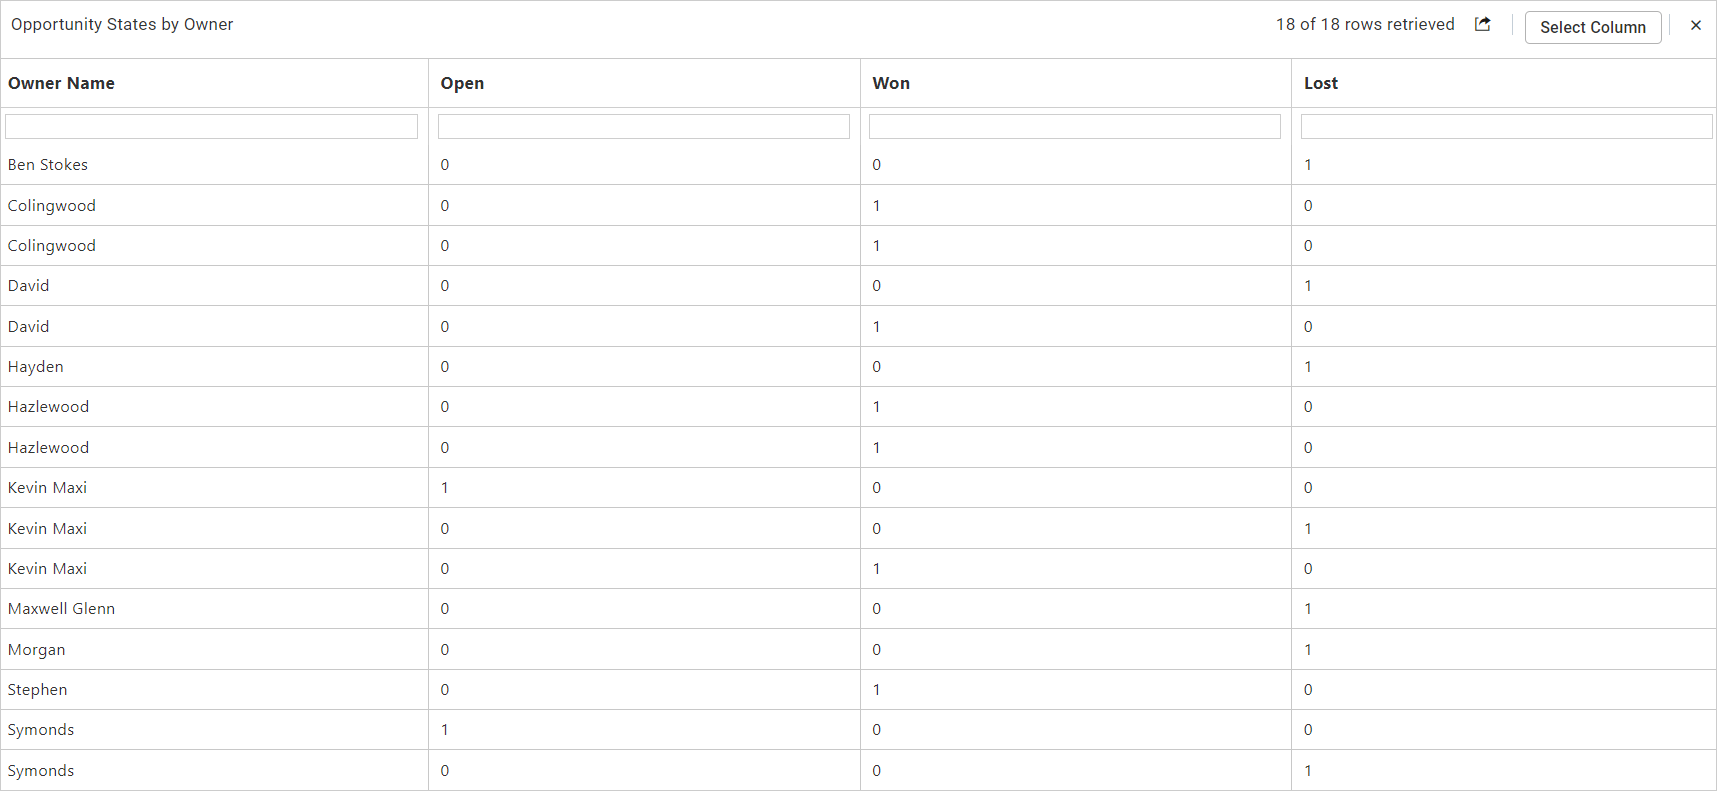 Opportunity States by Owner 18 of 18 rows retrieved Select Column ×
Owner Name Open Won Lost
Ben Stokes 0 0 1
Colingwood 0 1 0
Colingwood 0 1 0
David 0 0 1
David 0 1 0
Hayden 0 0 1
Hazlewood 0 1 0
Hazlewood 0 1 0
Kevin Maxi 1 0 0
Kevin Maxi 0 0 1
Kevin Maxi 0 1 0
Maxwell Glenn 0 0 1
Morgan 0 0 1
Stephen 0 1 0
Symonds 1 0 0
Symonds 0 0 1